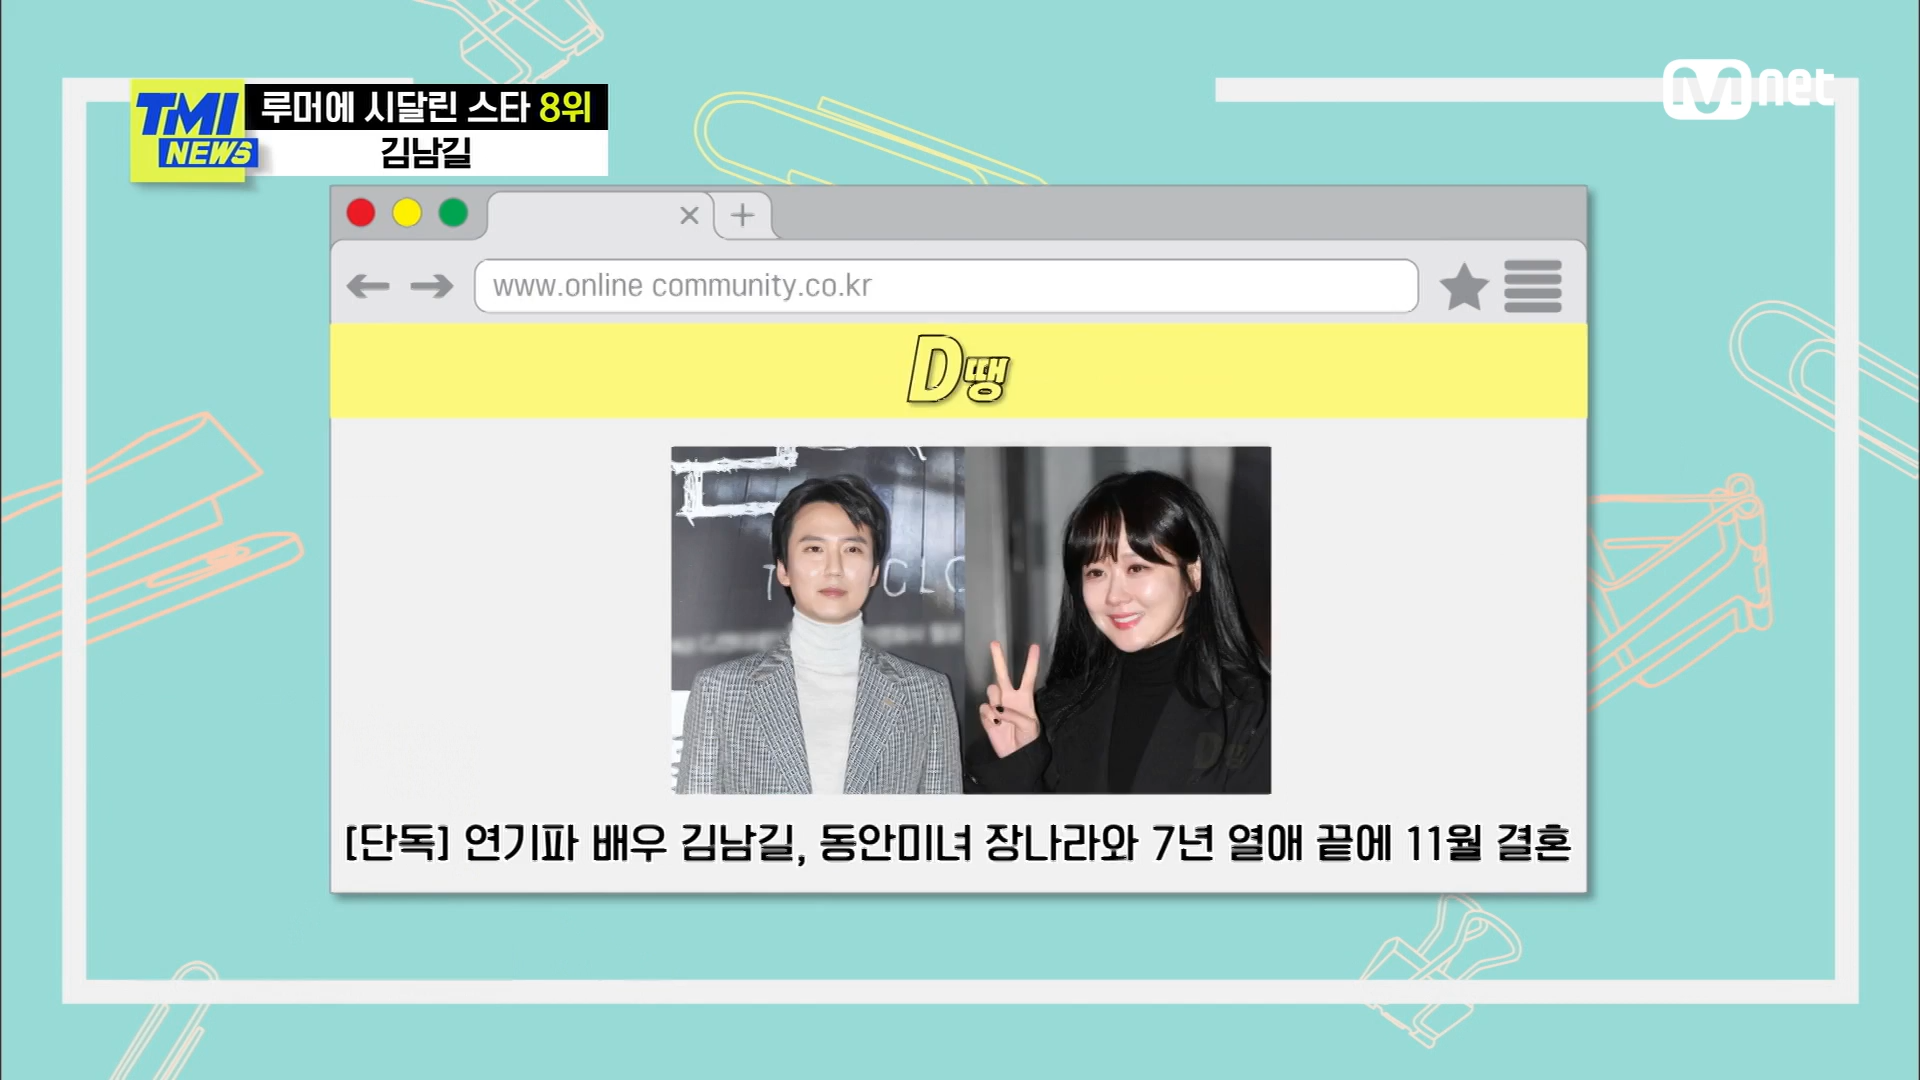 TMI NEWS
루머에 시달린 스타 8위
김남길
Mnet
www.online community.co.kr
D땡
[단독] 연기파 배우 김남길, 동안미녀 장나라와 7년 열애 끝에 11월 결혼